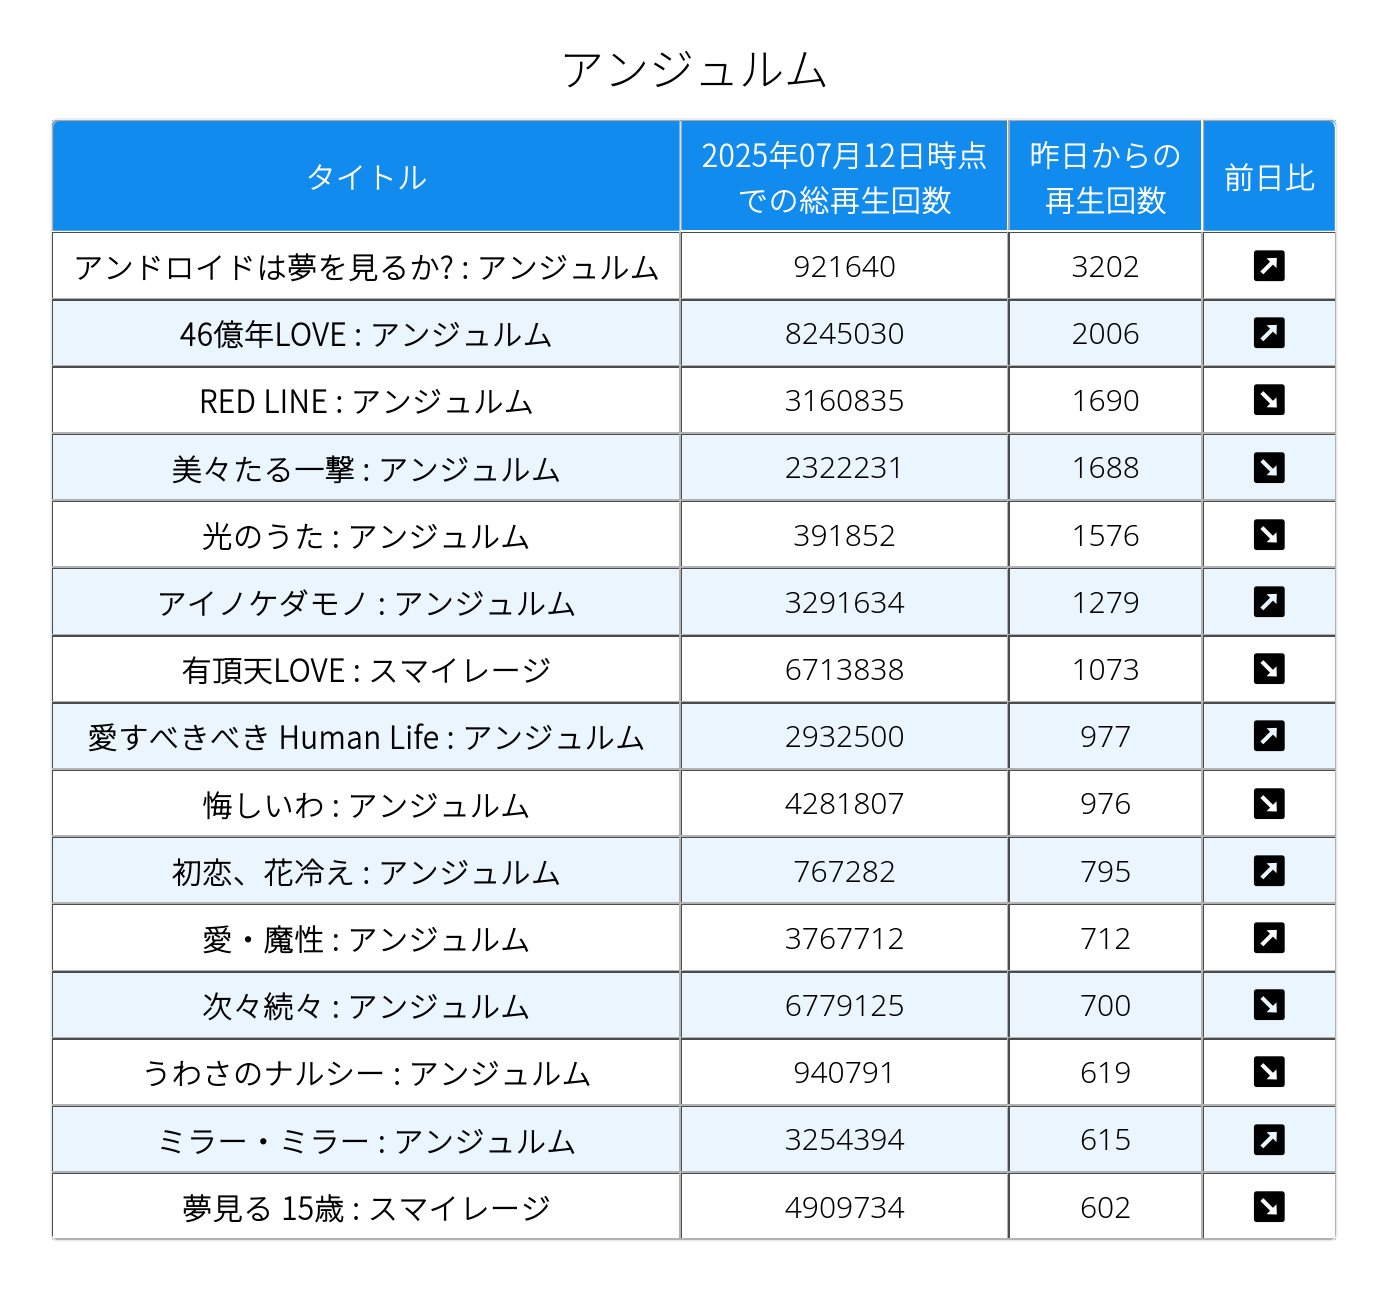 アンジュルム
タイトル 2025年07月12日時点での総再生回数 昨日からの再生回数 前日比
アンドロイドは夢を見るか? : アンジュルム 921640 3202 ↗
46億年LOVE : アンジュルム 8245030 2006 ↗
RED LINE : アンジュルム 3160835 1690 ↘
美々たる一撃 : アンジュルム 2322231 1688 ↘
光のうた : アンジュルム 391852 1576 ↘
アイノケダモノ : アンジュルム 3291634 1279 ↗
有頂天LOVE : スマイレージ 6713838 1073 ↘
愛すべきべき Human Life : アンジュルム 2932500 977 ↗
悔しいわ : アンジュルム 4281807 976 ↘
初恋、花冷え : アンジュルム 767282 795 ↗
愛・魔性 : アンジュルム 3767712 712 ↗
次々続々 : アンジュルム 6779125 700 ↘
うわさのナルシー : アンジュルム 940791 619 ↘
ミラー・ミラー : アンジュルム 3254394 615 ↗
夢見る 15歳 : スマイレージ 4909734 602 ↘